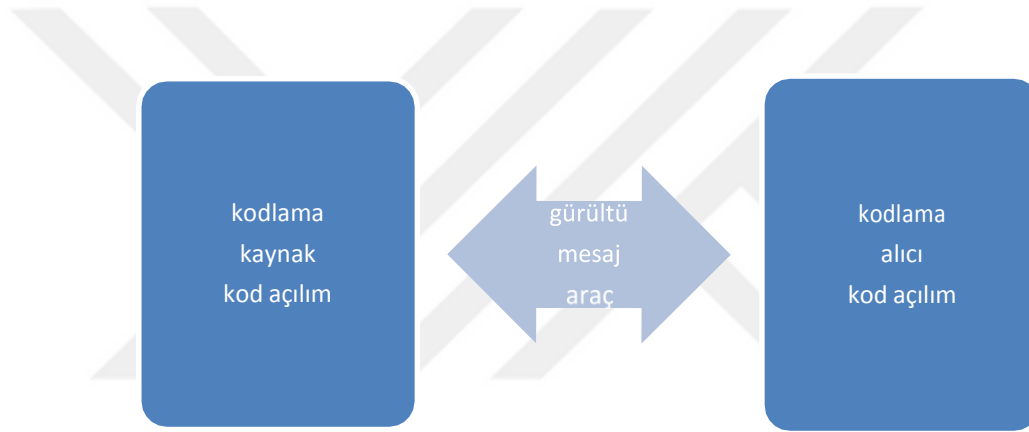 kodlama
kaynak
kod açılım
gürültü
mesaj
araç
kodlama
alıcı
kod açılım